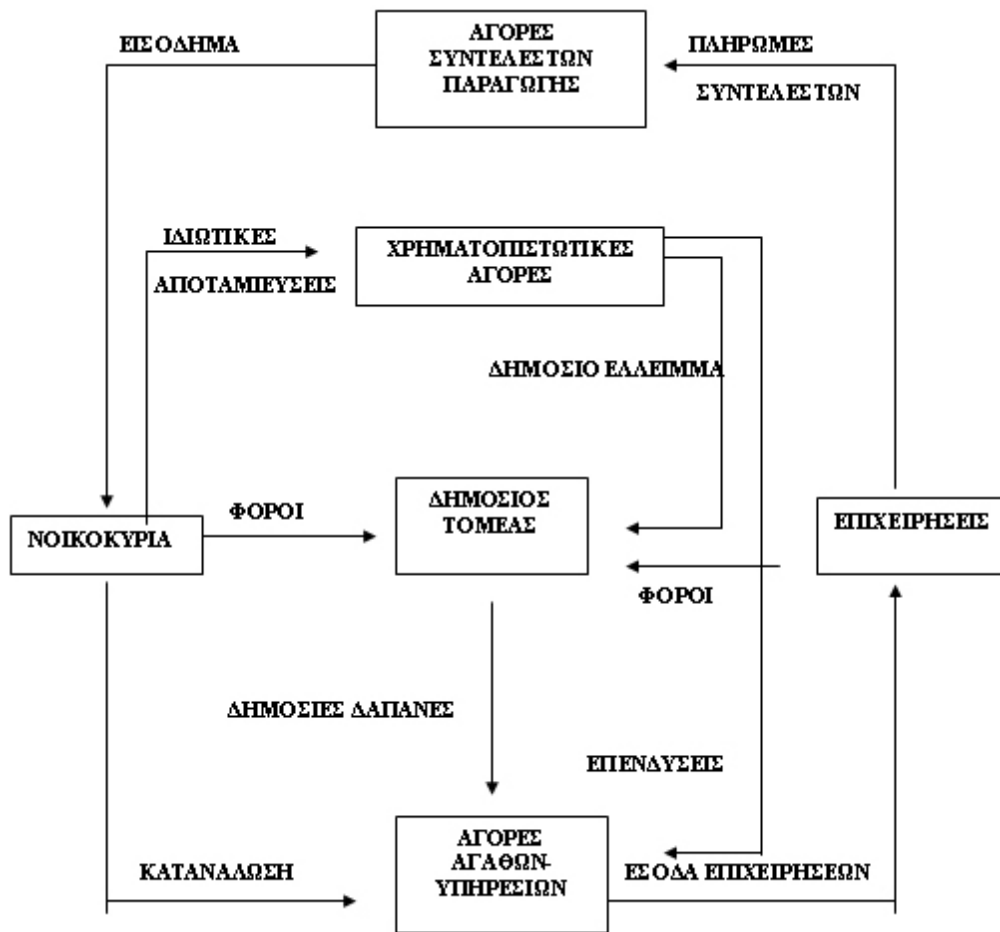 ΕΙΣΟΔΗΜΑ
ΑΓΟΡΕΣ
ΣΥΝΤΕΛΕΣΤΩΝ
ΠΑΡΑΓΩΓΗΣ
ΠΛΗΡΩΜΕΣ
ΣΥΝΤΕΛΕΣΤΩΝ
ΙΔΙΩΤΙΚΕΣ
ΑΠΟΤΑΜΙΕΥΣΕΙΣ
ΧΡΗΜΑΤΟΠΙΣΤΩΤΙΚΕΣ
ΑΓΟΡΕΣ
ΔΗΜΟΣΙΟ ΕΛΛΕΙΜΜΑ
ΝΟΙΚΟΚΥΡΙΑ
ΦΟΡΟΙ
ΔΗΜΟΣΙΟΣ
ΤΟΜΕΑΣ
ΕΠΙΧΕΙΡΗΣΕΙΣ
ΦΟΡΟΙ
ΔΗΜΟΣΙΕΣ ΔΑΠΑΝΕΣ
ΕΠΕΝΔΥΣΕΙΣ
ΚΑΤΑΝΑΛΩΣΗ
ΑΓΟΡΕΣ
ΑΓΑΘΩΝ-
ΥΠΗΡΕΣΙΩΝ
ΕΣΟΔΑ ΕΠΙΧΕΙΡΗΣΕΩΝ